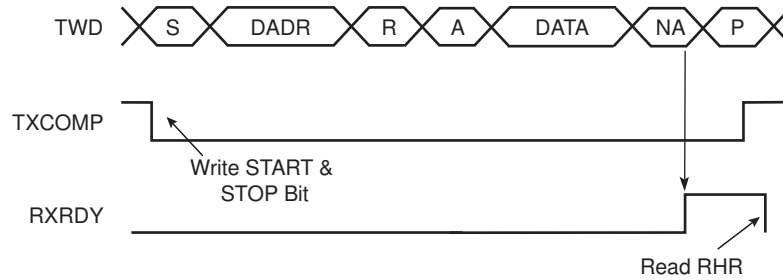 TWD S DADR R A DATA NA P
TXCOMP
Write START &
STOP Bit
RXRDY
Read RHR